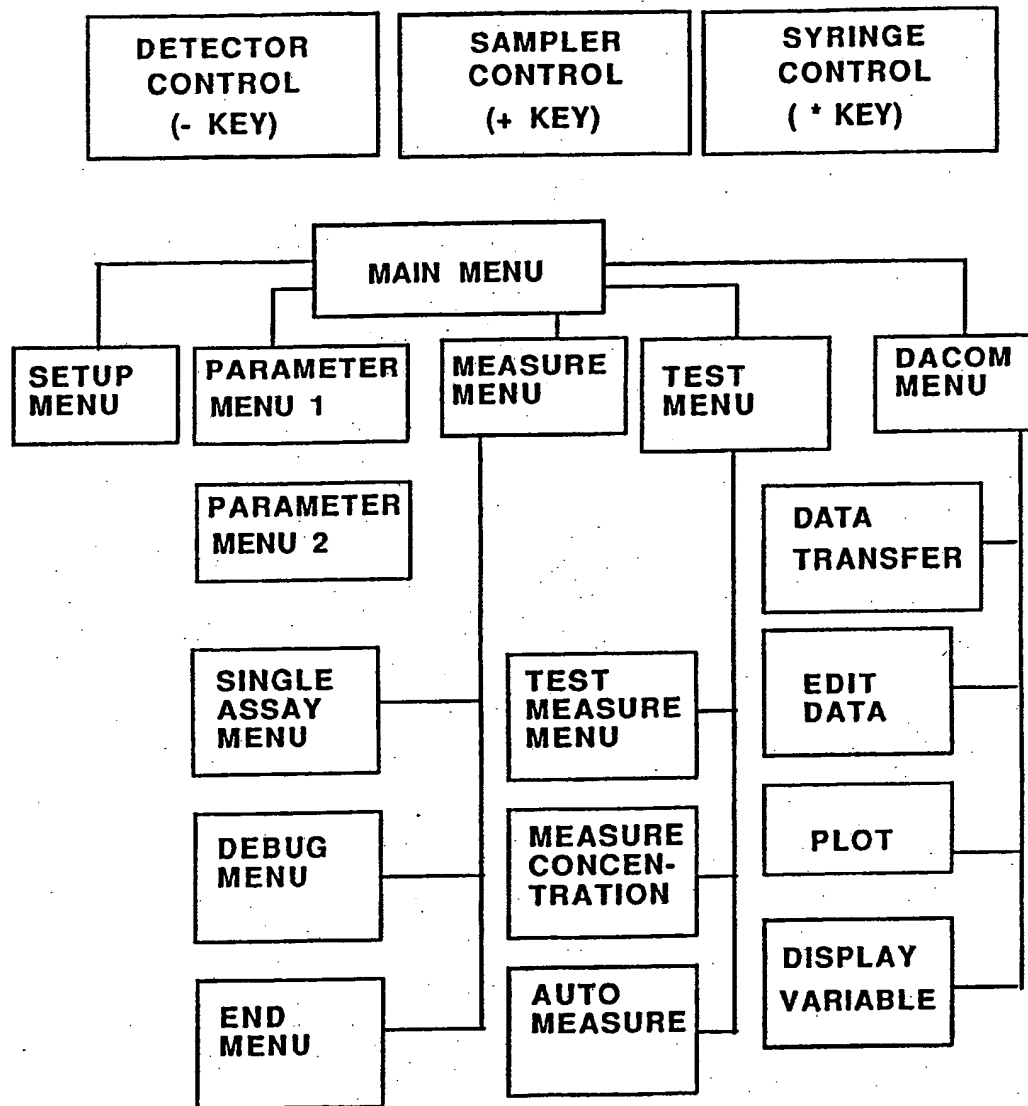 DETECTOR
CONTROL
(- KEY)
SAMPLER
CONTROL
(+ KEY)
SYRINGE
CONTROL
( * KEY)
MAIN MENU
SETUP
MENU
PARAMETER
MENU 1
MEASURE
MENU
TEST
MENU
DACOM
MENU
PARAMETER
MENU 2
DATA
TRANSFER
SINGLE
ASSAY
MENU
TEST
MEASURE
MENU
EDIT
DATA
DEBUG
MENU
MEASURE
CONCEN-
TRATION
PLOT
END
MENU
AUTO
MEASURE
DISPLAY
VARIABLE